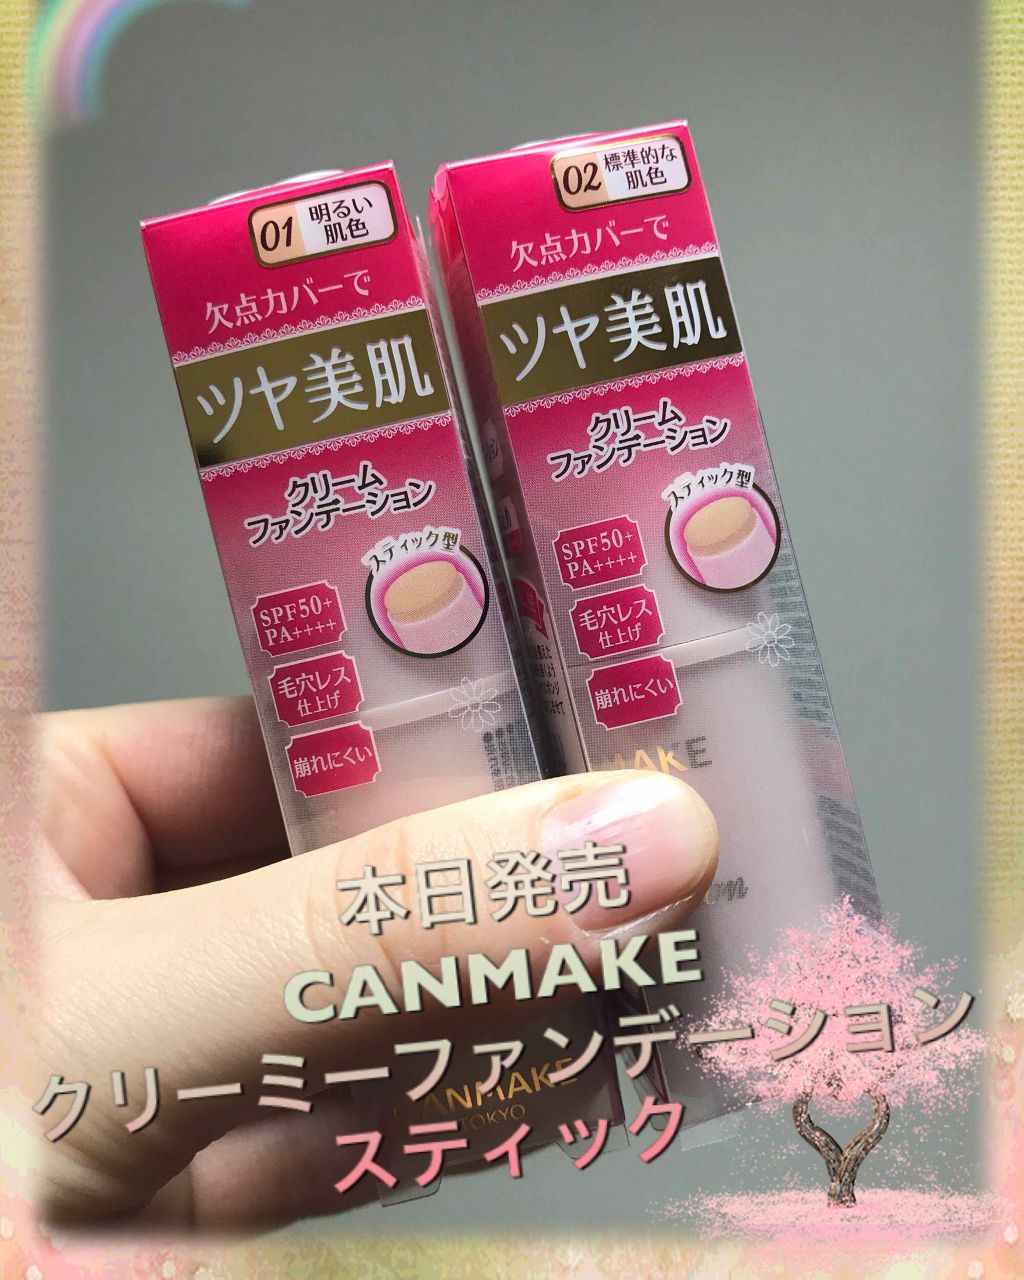 01
明るい
肌色
欠点カバーで
ツヤ美肌
クリーム
ファンデーション
スティック型
SPF50+
PA++++
毛穴レス
仕上げ
崩れにくい
02
標準的な
肌色
欠点カバーで
ツヤ美肌
クリーム
ファンデーション
スティック型
SPF50+
PA++++
毛穴レス
仕上げ
崩れにくい
MAKE
本日発売
CANMAKE
クリーミーファンデーション
スティック
CANMAKE
TOKYO